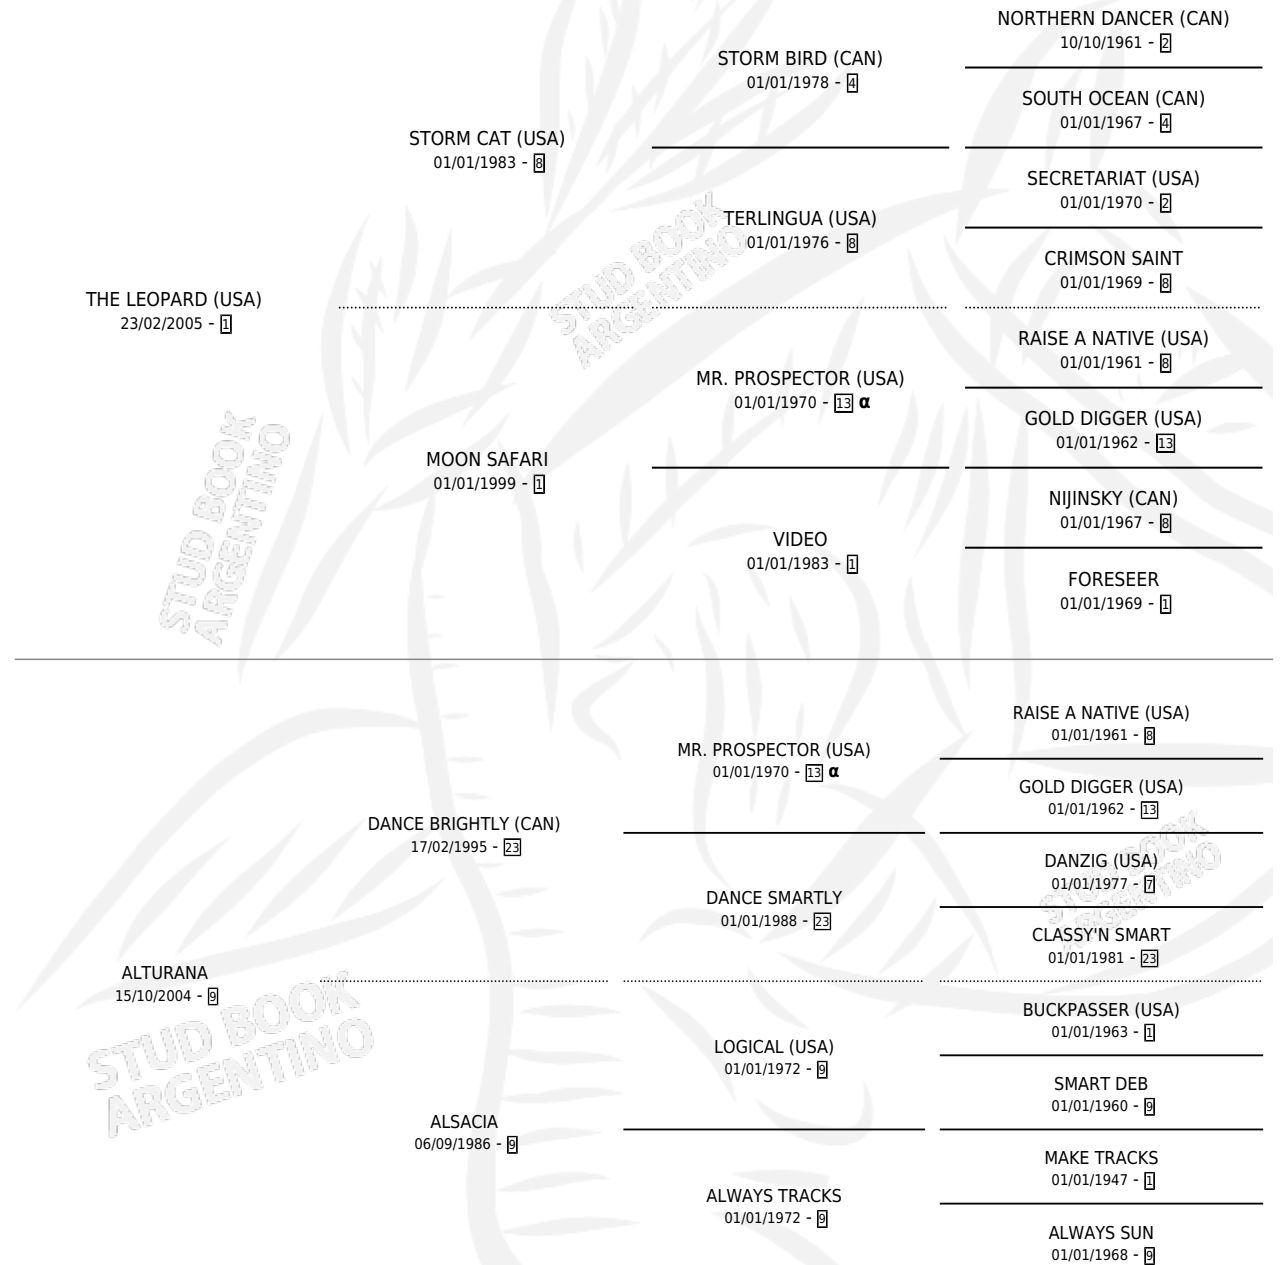 NORTHERN DANCER (CAN)
10/10/1961 - 2
STORM BIRD (CAN)
01/01/1978 - 4
SOUTH OCEAN (CAN)
01/01/1967 - 4
STORM CAT (USA)
01/01/1983 - 8
SECRETARIAT (USA)
01/01/1970 - 2
TERLINGUA (USA)
01/01/1976 - 8
CRIMSON SAINT
01/01/1969 - 8
THE LEOPARD (USA)
23/02/2005 - 1
RAISE A NATIVE (USA)
01/01/1961 - 8
MR. PROSPECTOR (USA)
01/01/1970 - 13 α
GOLD DIGGER (USA)
01/01/1962 - 13
MOON SAFARI
01/01/1999 - 1
NIJINSKY (CAN)
01/01/1967 - 8
VIDEO
01/01/1983 - 1
FORESEER
01/01/1969 - 1
RAISE A NATIVE (USA)
01/01/1961 - 8
MR. PROSPECTOR (USA)
01/01/1970 - 13 α
GOLD DIGGER (USA)
01/01/1962 - 13
DANCE BRIGHTLY (CAN)
17/02/1995 - 23
DANZIG (USA)
01/01/1977 - 7
DANCE SMARTLY
01/01/1988 - 23
CLASSY'N SMART
01/01/1981 - 23
ALTURANA
15/10/2004 - 9
BUCKPASSER (USA)
01/01/1963 - 1
LOGICAL (USA)
01/01/1972 - 9
SMART DEB
01/01/1960 - 9
ALSACIA
06/09/1986 - 9
MAKE TRACKS
01/01/1947 - 1
ALWAYS TRACKS
01/01/1972 - 9
ALWAYS SUN
01/01/1968 - 9
STUD BOOK
ARGENTINO
STUD BOOK
ARGENTINO
STUD BOOK
ARGENTINO
STUD BOOK
ARGENTINO